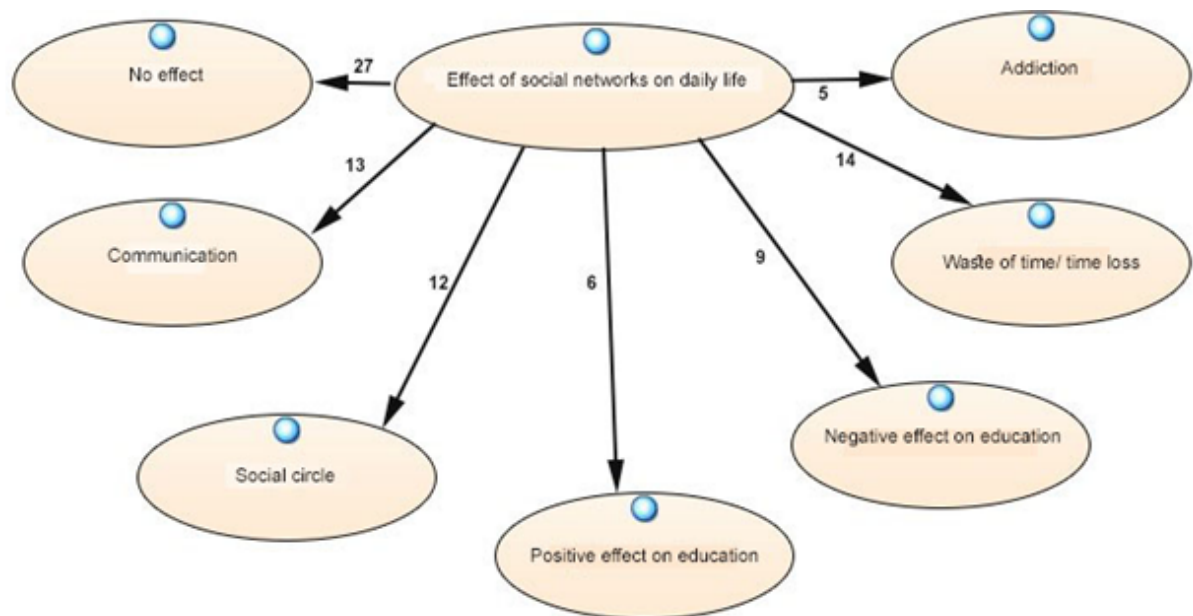 Effect of social networks on daily life
No effect
27
Addiction
5
13
14
Communication
Waste of time/ time loss
12
6
9
Negative effect on education
Social circle
Positive effect on education